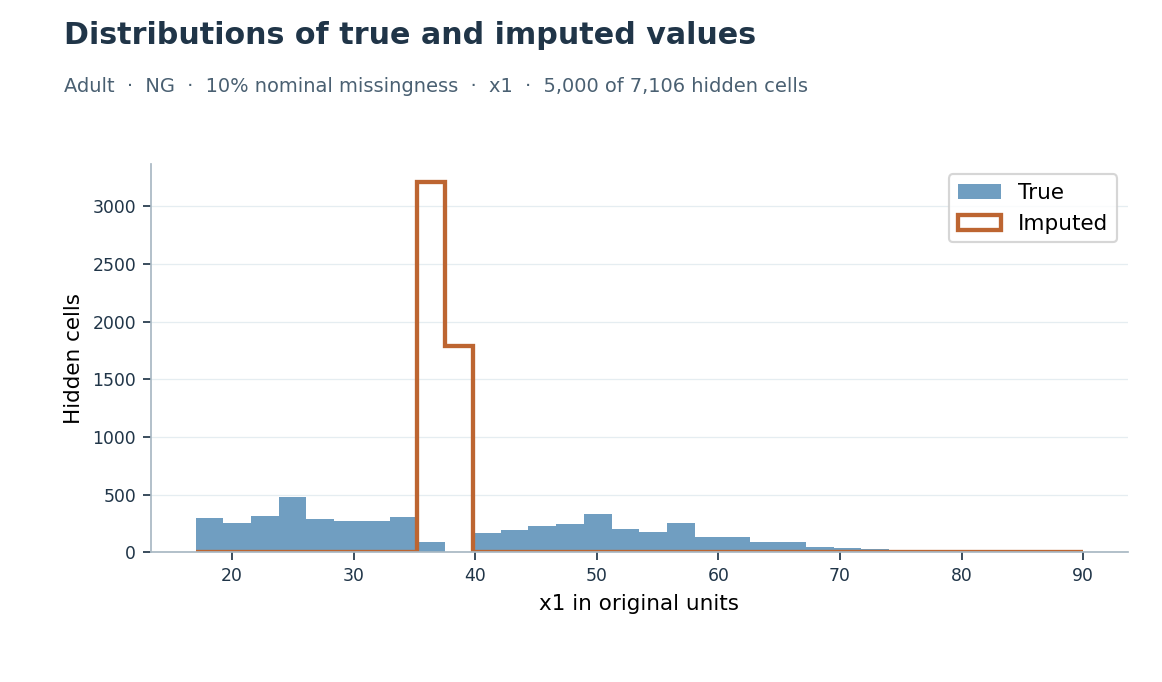 Distributions of true and imputed values
Adult · NG · 10% nominal missingness · x1 · 5,000 of 7,106 hidden cells
True
Imputed
Hidden cells
3000
2500
2000
1500
1000
500
0
20 30 40 50 60 70 80 90
x1 in original units